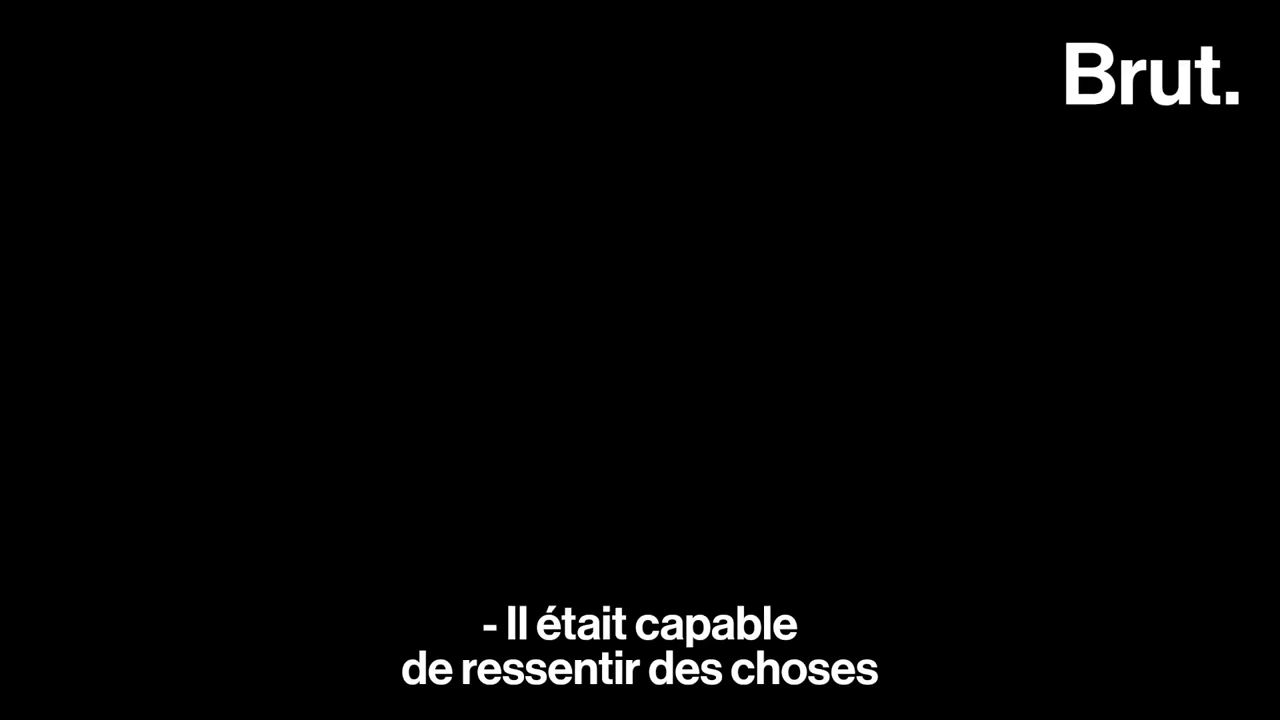 Brut.
- Il était capable
de ressentir des choses